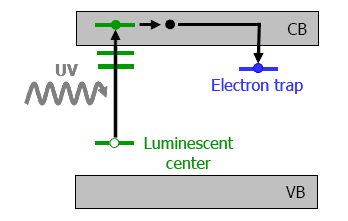 CB
UV
Electron trap
Luminescent
center
VB